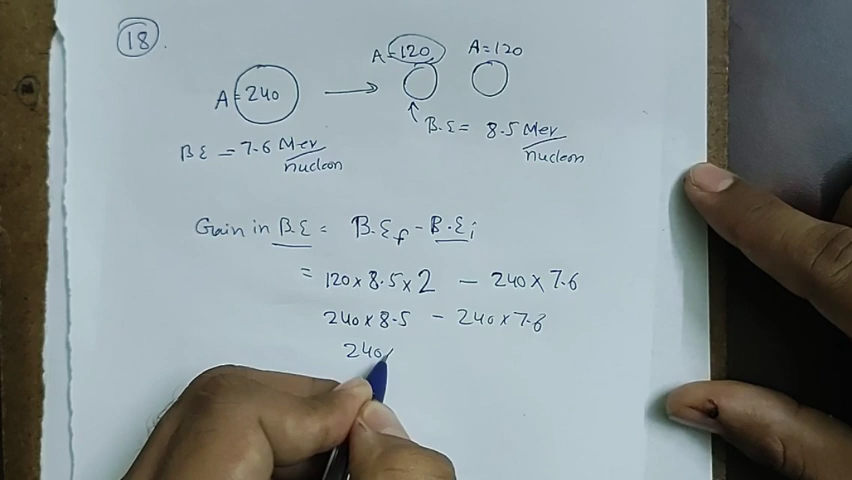 18.
A=120 A=120
A=240
B.E= 8.5 Mev/nucleon
BE = 7.6 Mev/nucleon
Gain in B.E = B.Ef - B.Ei
= 120×8.5×2 - 240×7.6
240×8.5 - 240×7.6
240